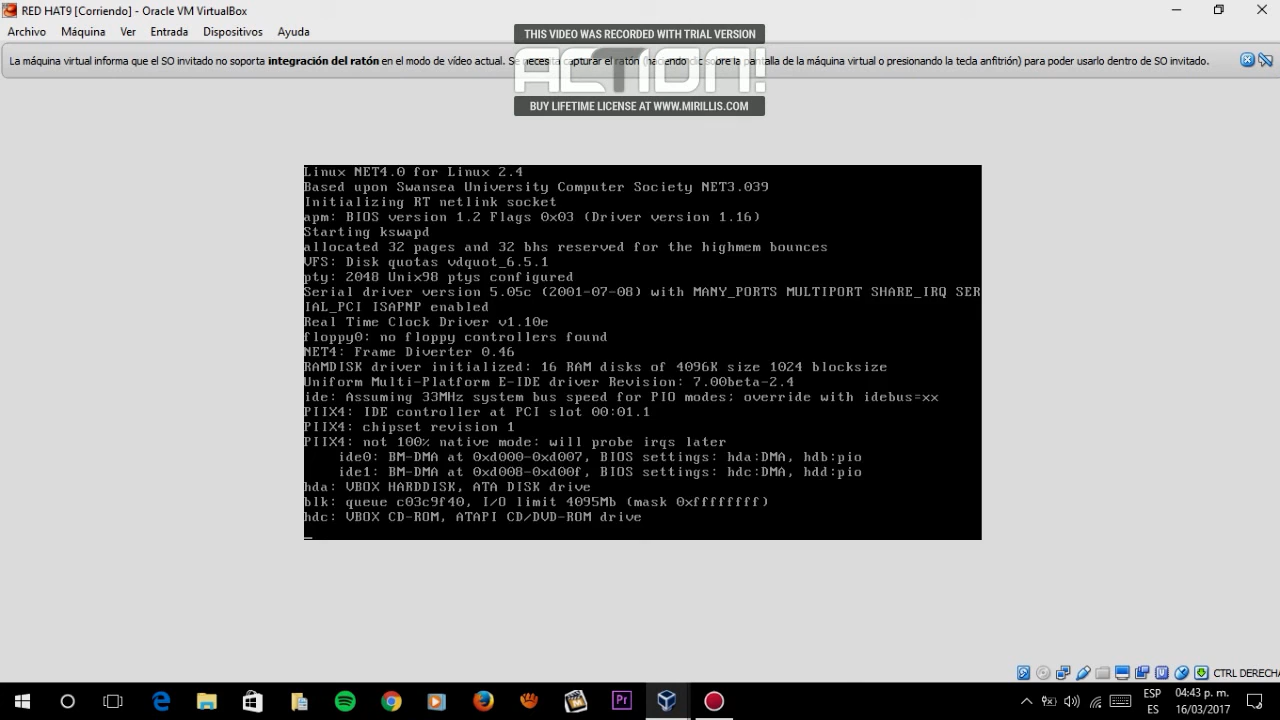 RED HAT9 [Corriendo] - Oracle VM VirtualBox
Archivo Máquina Ver Entrada Dispositivos Ayuda
THIS VIDEO WAS RECORDED WITH TRIAL VERSION
ACTION!
BUY LIFETIME LICENSE AT WWW.MIRILLIS.COM
La máquina virtual informa que el SO invitado no soporta integración del ratón en el modo de vídeo actual. Se necesita capturar el ratón (haciendo clic sobre la pantalla de la máquina virtual o presionando la tecla anfitrión) para poder usarlo dentro de SO invitado.
Linux NET4.0 for Linux 2.4
Based upon Swansea University Computer Society NET3.039
Initializing RT netlink socket
apm: BIOS version 1.2 Flags 0x03 (Driver version 1.16)
Starting kswapd
allocated 32 pages and 32 bhs reserved for the highmem bounces
VFS: Disk quotas vdquot_6.5.1
pty: 2048 Unix98 ptys configured
Serial driver version 5.05c (2001-07-08) with MANY_PORTS MULTIPORT SHARE_IRQ SER
IAL_PCI ISAPNP enabled
Real Time Clock Driver v1.10e
floppy0: no floppy controllers found
NET4: Frame Diverter 0.46
RAMDISK driver initialized: 16 RAM disks of 4096K size 1024 blocksize
Uniform Multi-Platform E-IDE driver Revision: 7.00beta-2.4
ide: Assuming 33MHz system bus speed for PIO modes; override with idebus=xx
PIIX4: IDE controller at PCI slot 00:01.1
PIIX4: chipset revision 1
PIIX4: not 100% native mode: will probe irqs later
ide0: BM-DMA at 0xd000-0xd007, BIOS settings: hda:DMA, hdb:pio
ide1: BM-DMA at 0xd008-0xd00f, BIOS settings: hdc:DMA, hdd:pio
hda: VBOX HARDDISK, ATA DISK drive
blk: queue c03c9f40, I/O limit 4095Mb (mask 0xffffffff)
hdc: VBOX CD-ROM, ATAPI CD/DVD-ROM drive
_
CTRL DERECHA
Pr
ESP
ES
04:43 p. m.
16/03/2017